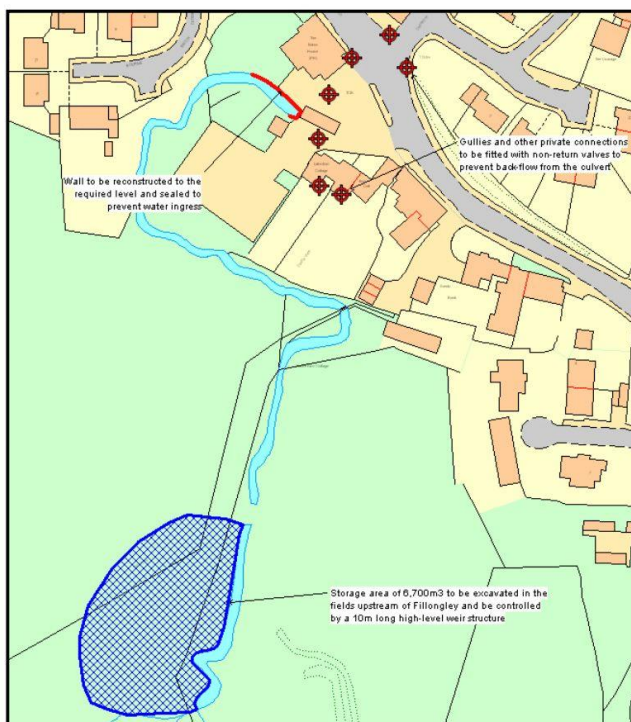 Gullies and other private connections
to be fitted with non-return valves to
prevent back-flow from the culvert
Wall to be reconstructed to the
required level and sealed to
prevent water ingress
Storage area of 6,700m3 to be excavated in the
fields upstream of Fillongley and be controlled
by a 10m long high-level weir structure